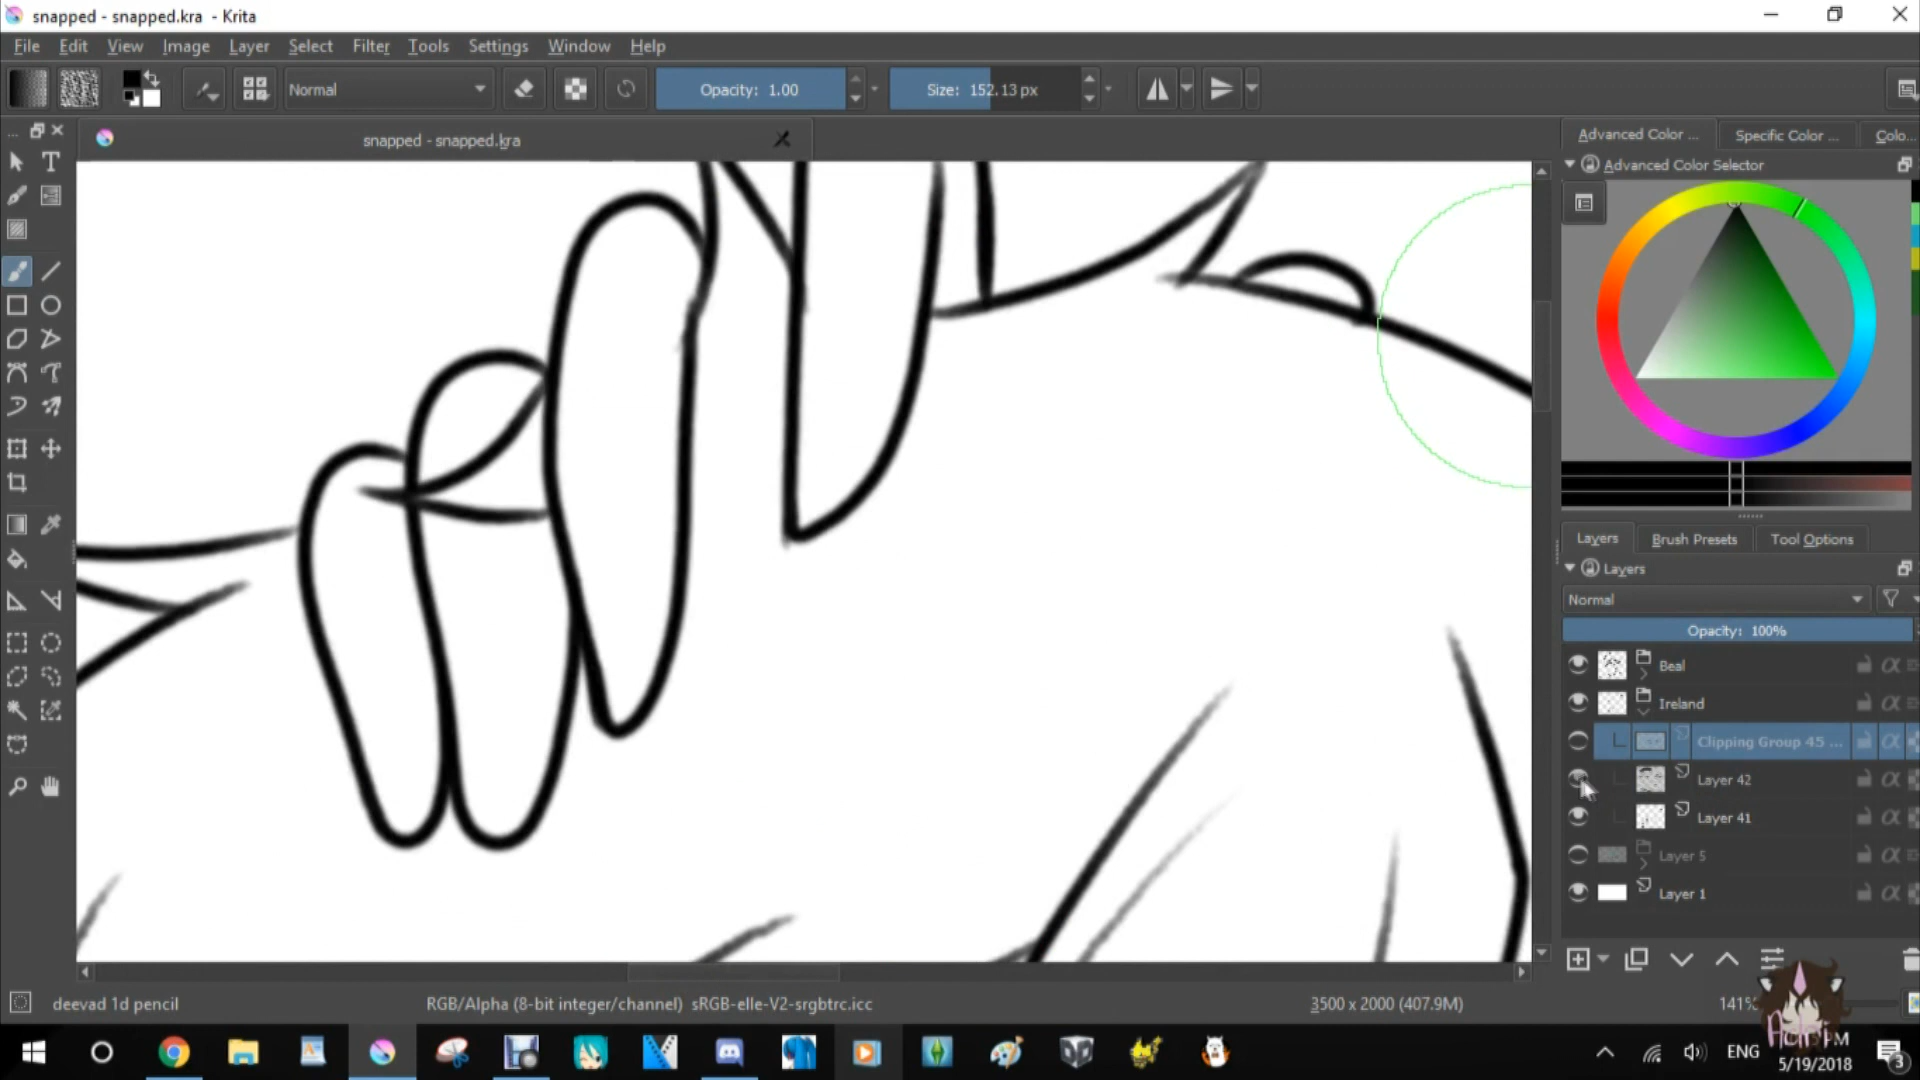 snapped - snapped.kra - Krita
File Edit View Image Layer Select Filter Tools Settings Window Help
Normal Opacity: 1.00 Size: 152.13 px
snapped - snapped.kra
Advanced Color ... Specific Color ... Colo...
Advanced Color Selector
Layers Brush Presets Tool Options
Layers
Normal
Opacity: 100%
Beal
Ireland
Clipping Group 45 ...
Layer 42
Layer 41
Layer 5
Layer 1
deevad 1d pencil RGB/Alpha (8-bit integer/channel) sRGB-elle-V2-srgbtrc.icc 3500 x 2000 (407.9M) 141%
ENG PM
5/19/2018 3